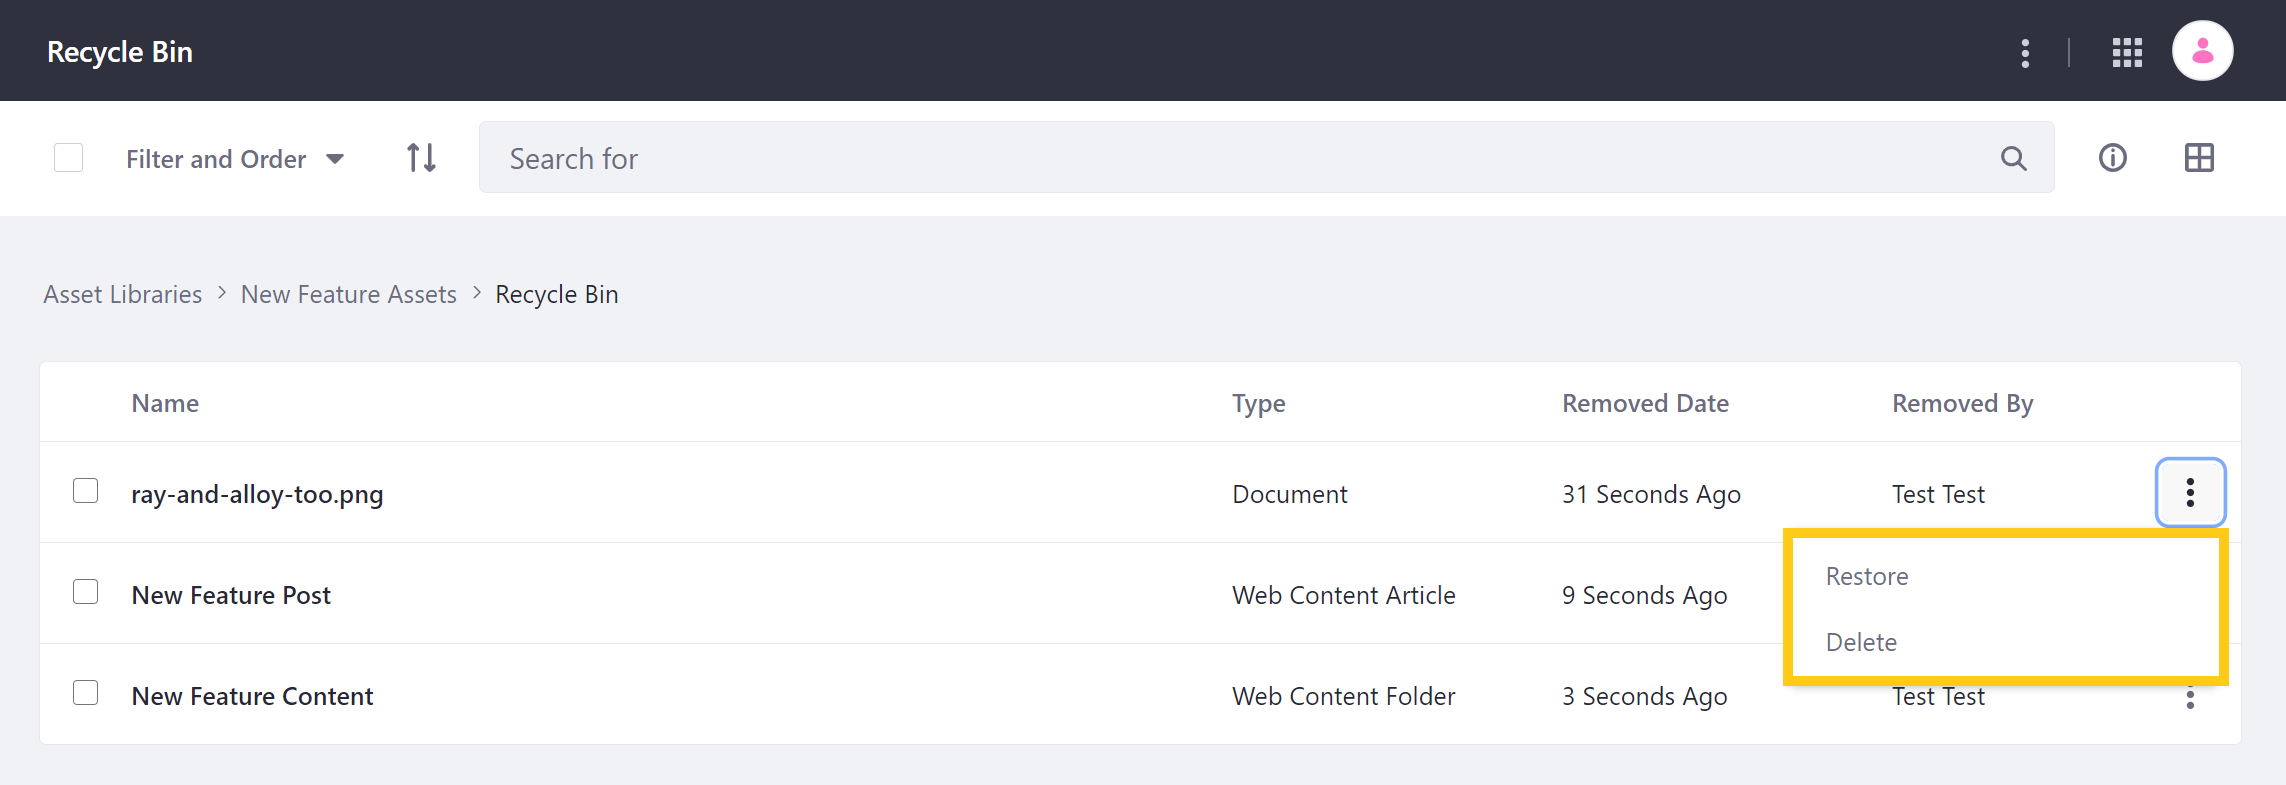 Recycle Bin
Filter and Order
Search for
Asset Libraries > New Feature Assets > Recycle Bin
Name Type Removed Date Removed By
ray-and-alloy-too.png Document 31 Seconds Ago Test Test
Restore
New Feature Post Web Content Article 9 Seconds Ago
Delete
New Feature Content Web Content Folder 3 Seconds Ago Test Test